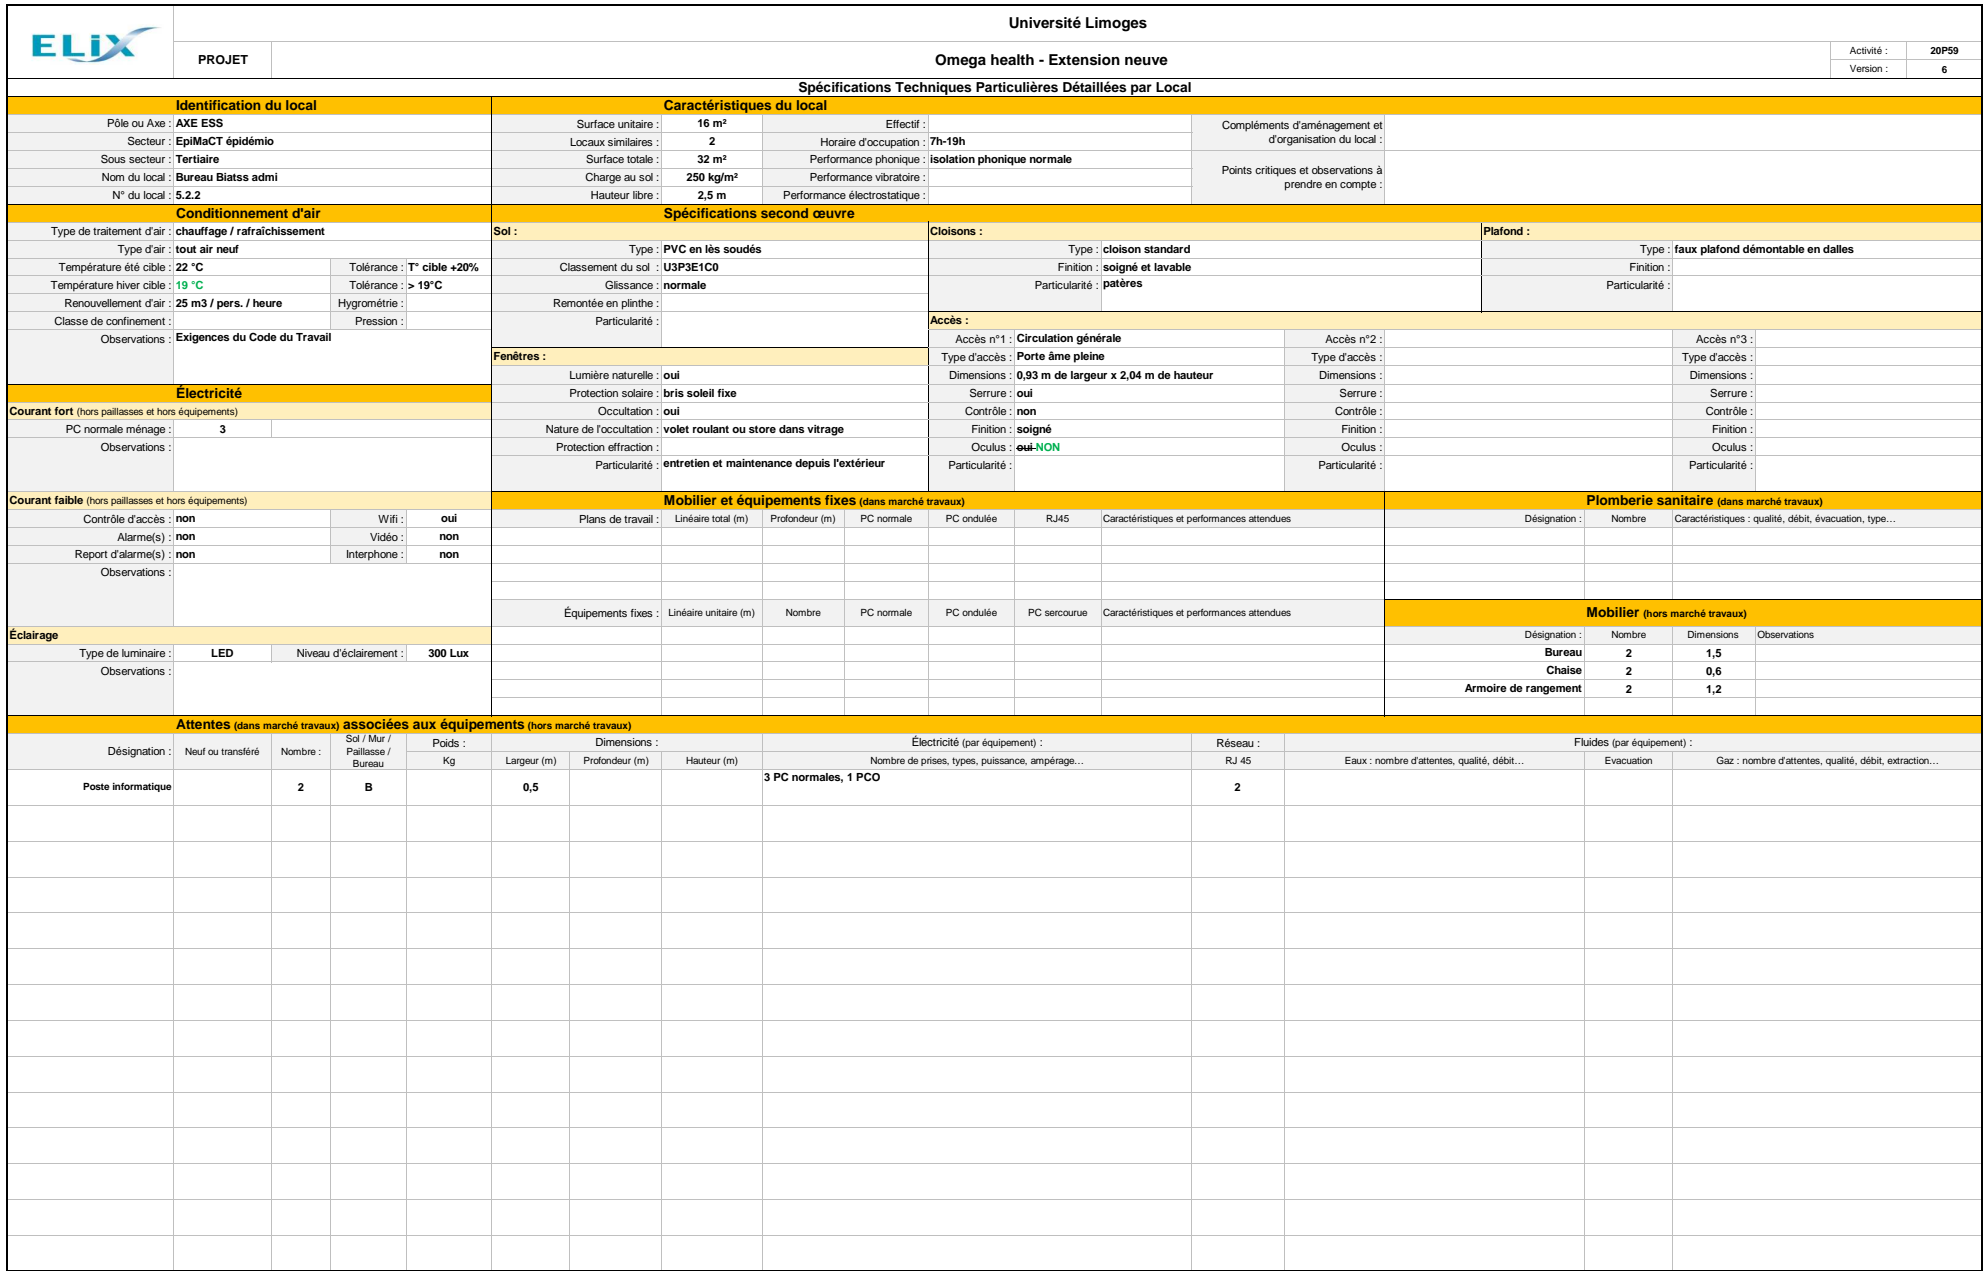 ELiX
Université Limoges
PROJET
Omega health - Extension neuve
Activité : 20P59
Version : 6
Spécifications Techniques Particulières Détaillées par Local
Identification du local
Pôle ou Axe : AXE ESS
Secteur : EpiMaCT épidémio
Sous secteur : Tertiaire
Nom du local : Bureau Biatss admi
N° du local : 5.2.2
Caractéristiques du local
Surface unitaire : 16 m²
Locaux similaires : 2
Surface totale : 32 m²
Charge au sol : 250 kg/m²
Hauteur libre : 2,5 m
Effectif :
Horaire d'occupation : 7h-19h
Performance phonique : isolation phonique normale
Performance vibratoire :
Performance électrostatique :
Compléments d'aménagement et
d'organisation du local :
Points critiques et observations à
prendre en compte :
Conditionnement d'air
Type de traitement d'air : chauffage / rafraîchissement
Type d'air : tout air neuf
Température été cible : 22 °C Tolérance : T° cible +20%
Température hiver cible : 19 °C Tolérance : > 19°C
Renouvellement d'air : 25 m3 / pers. / heure Hygrométrie :
Classe de confinement : Pression :
Observations : Exigences du Code du Travail
Spécifications second œuvre
Sol :
Type : PVC en lès soudés
Classement du sol : U3P3E1C0
Glissance : normale
Remontée en plinthe :
Particularité :
Cloisons :
Type : cloison standard
Finition : soigné et lavable
Particularité : patères
Plafond :
Type : faux plafond démontable en dalles
Finition :
Particularité :
Fenêtres :
Lumière naturelle : oui
Protection solaire : bris soleil fixe
Occultation : oui
Nature de l'occultation : volet roulant ou store dans vitrage
Protection effraction :
Particularité : entretien et maintenance depuis l'extérieur
Accès :
Accès n°1 : Circulation générale
Type d'accès : Porte âme pleine
Dimensions : 0,93 m de largeur x 2,04 m de hauteur
Serrure : oui
Contrôle : non
Finition : soigné
Oculus : oui NON
Particularité :
Accès n°2 :
Type d'accès :
Dimensions :
Serrure :
Contrôle :
Finition :
Oculus :
Particularité :
Accès n°3 :
Type d'accès :
Dimensions :
Serrure :
Contrôle :
Finition :
Oculus :
Particularité :
Électricité
Courant fort (hors paillasses et hors équipements)
PC normale ménage : 3
Observations :
Courant faible (hors paillasses et hors équipements)
Contrôle d'accès : non Wifi : oui
Alarme(s) : non Vidéo : non
Report d'alarme(s) : non Interphone : non
Observations :
Éclairage
Type de luminaire : LED Niveau d'éclairement : 300 Lux
Observations :
Mobilier et équipements fixes (dans marché travaux)
Plans de travail : Linéaire total (m) Profondeur (m) PC normale PC ondulée RJ45 Caractéristiques et performances attendues
Équipements fixes : Linéaire unitaire (m) Nombre PC normale PC ondulée PC sercourue Caractéristiques et performances attendues
Plomberie sanitaire (dans marché travaux)
Désignation : Nombre Caractéristiques : qualité, débit, évacuation, type…
Mobilier (hors marché travaux)
Désignation : Nombre Dimensions Observations
Bureau 2 1,5
Chaise 2 0,6
Armoire de rangement 2 1,2
Attentes (dans marché travaux) associées aux équipements (hors marché travaux)
Désignation : Neuf ou transféré Nombre : Sol / Mur / Paillasse / Bureau Poids : Dimensions : Électricité (par équipement) : Réseau : Fluides (par équipement) :
Kg Largeur (m) Profondeur (m) Hauteur (m) Nombre de prises, types, puissance, ampérage… RJ 45 Eaux : nombre d'attentes, qualité, débit… Evacuation Gaz : nombre d'attentes, qualité, débit, extraction…
Poste informatique 2 B 0,5 3 PC normales, 1 PCO 2